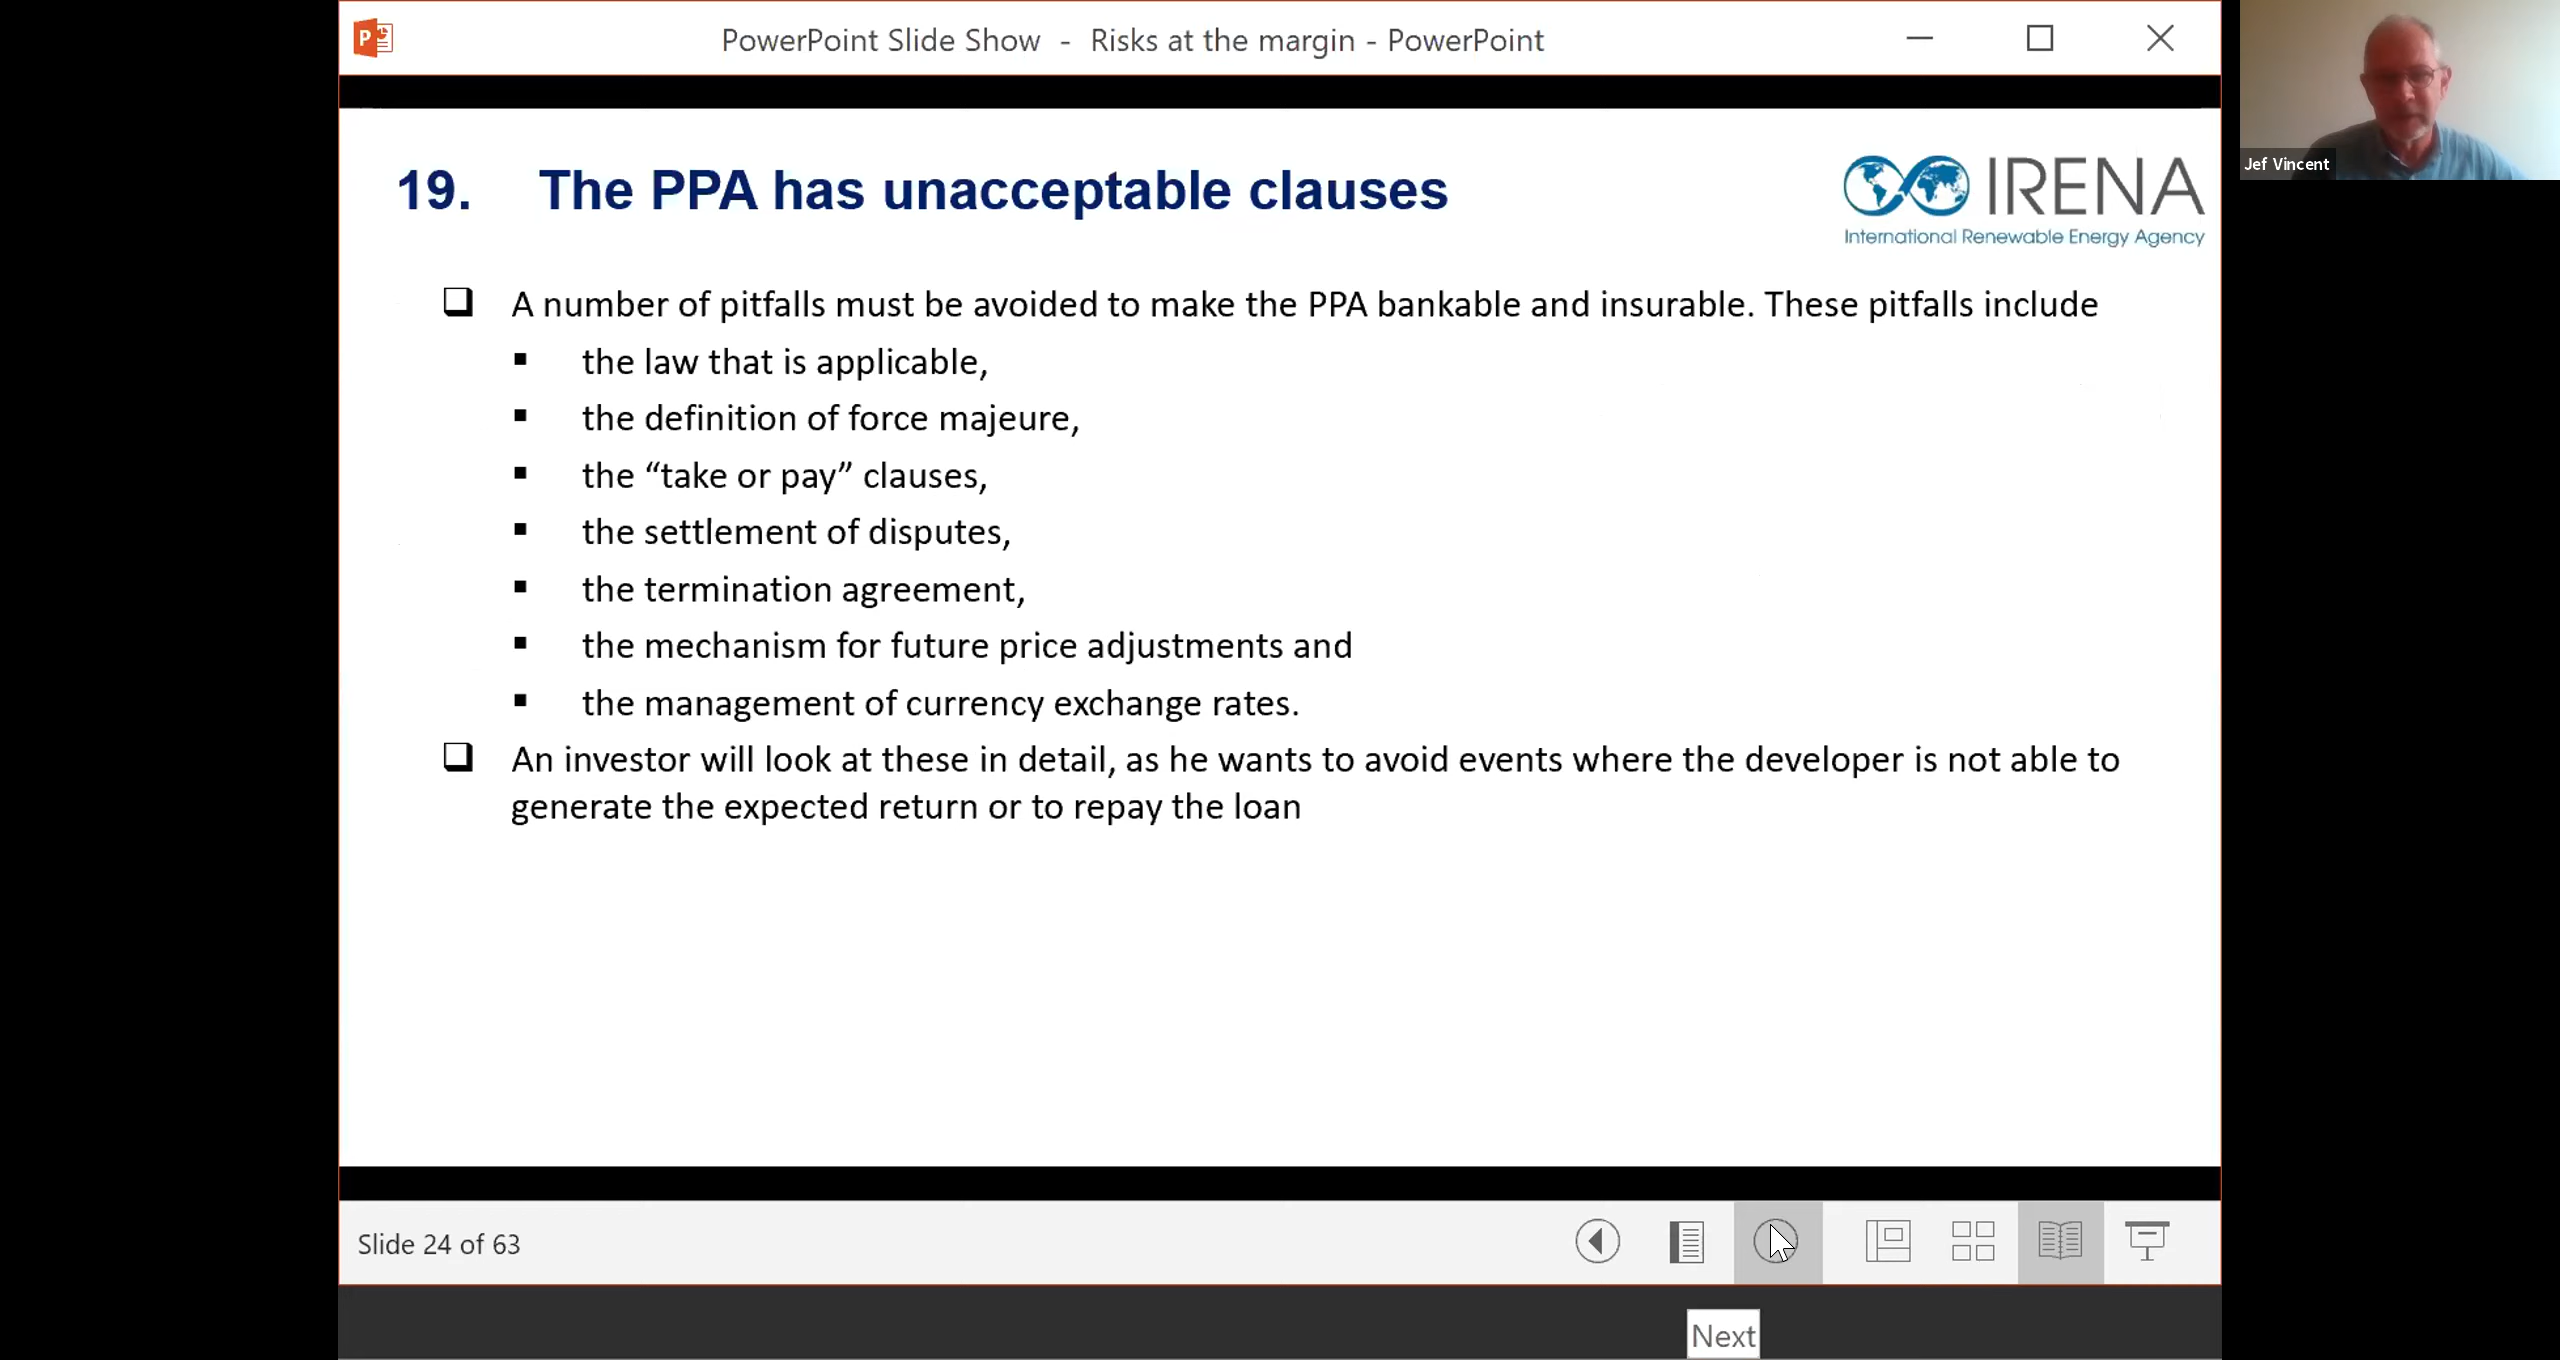 PowerPoint Slide Show - Risks at the margin - PowerPoint
Jef Vincent
19. The PPA has unacceptable clauses
IRENA
International Renewable Energy Agency
A number of pitfalls must be avoided to make the PPA bankable and insurable. These pitfalls include
the law that is applicable,
the definition of force majeure,
the “take or pay” clauses,
the settlement of disputes,
the termination agreement,
the mechanism for future price adjustments and
the management of currency exchange rates.
An investor will look at these in detail, as he wants to avoid events where the developer is not able to
generate the expected return or to repay the loan
Slide 24 of 63
Next